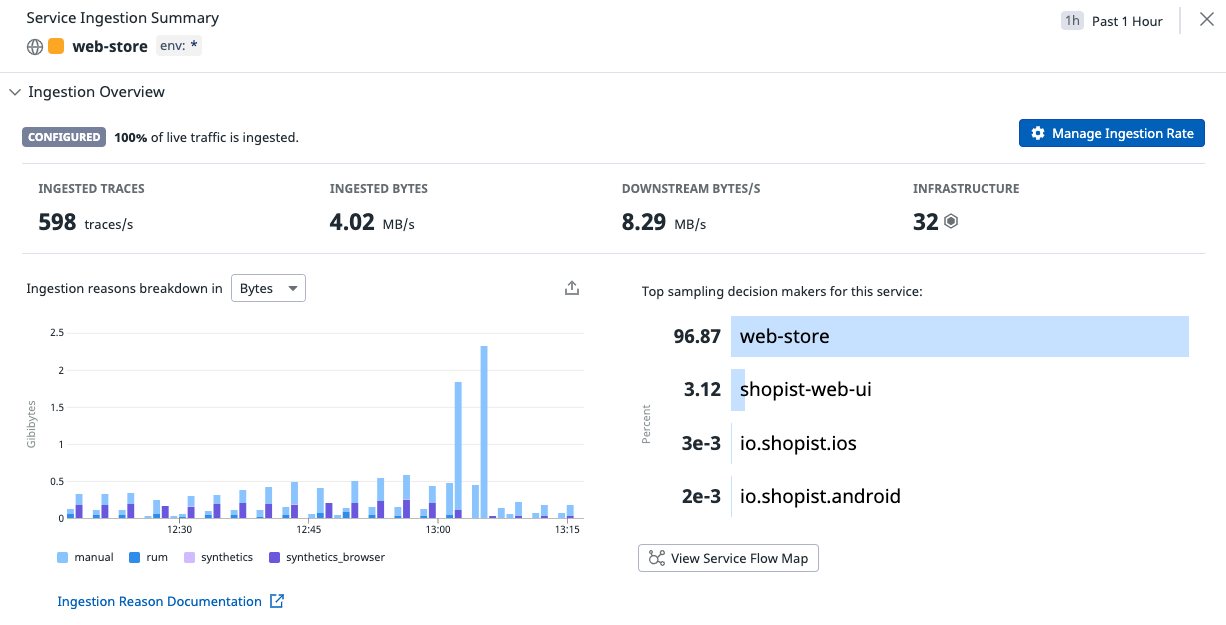 Service Ingestion Summary
1h Past 1 Hour
web-store env: *
Ingestion Overview
CONFIGURED 100% of live traffic is ingested.
Manage Ingestion Rate
INGESTED TRACES
598 traces/s
INGESTED BYTES
4.02 MB/s
DOWNSTREAM BYTES/S
8.29 MB/s
INFRASTRUCTURE
32
Ingestion reasons breakdown in Bytes
Gibibytes
2.5
2
1.5
1
0.5
0
12:30 12:45 13:00 13:15
manual rum synthetics synthetics_browser
Ingestion Reason Documentation
Top sampling decision makers for this service:
Percent
96.87 web-store
3.12 shopist-web-ui
3e-3 io.shopist.ios
2e-3 io.shopist.android
View Service Flow Map